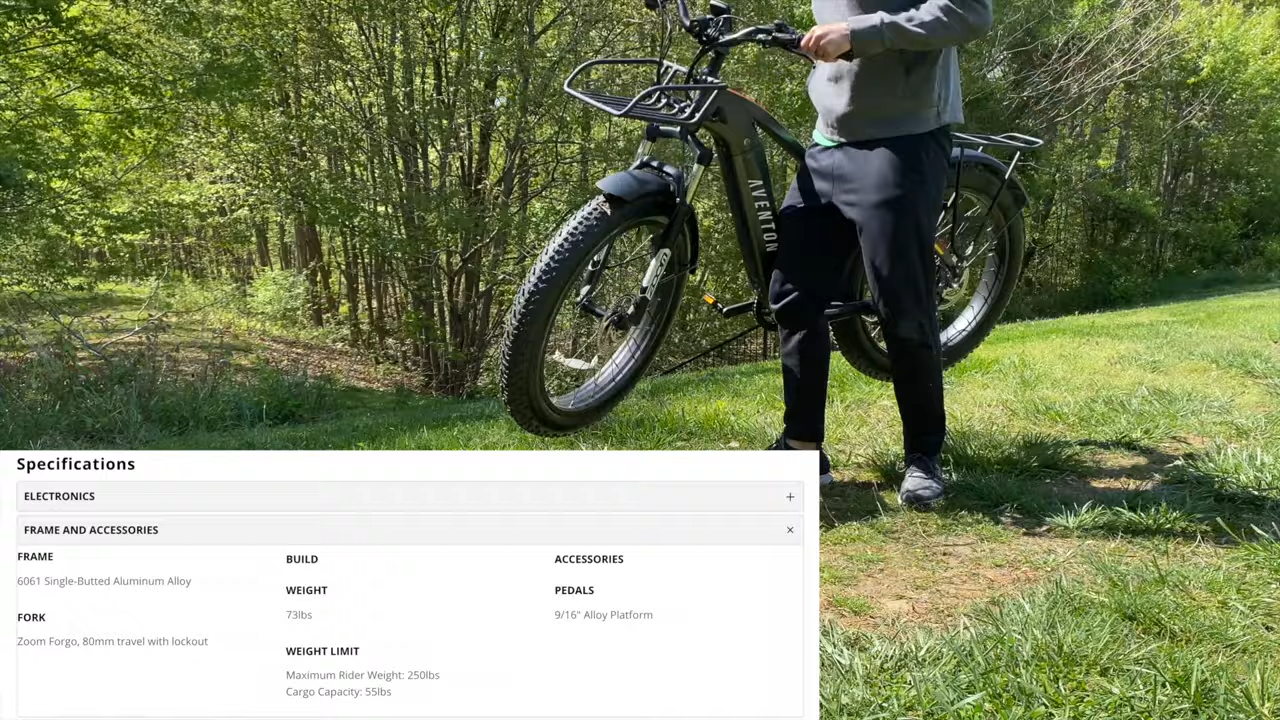 AVENTON
Specifications
ELECTRONICS
FRAME AND ACCESSORIES
FRAME
6061 Single-Butted Aluminum Alloy
FORK
Zoom Forgo, 80mm travel with lockout
BUILD
WEIGHT
73lbs
WEIGHT LIMIT
Maximum Rider Weight: 250lbs
Cargo Capacity: 55lbs
ACCESSORIES
PEDALS
9/16" Alloy Platform